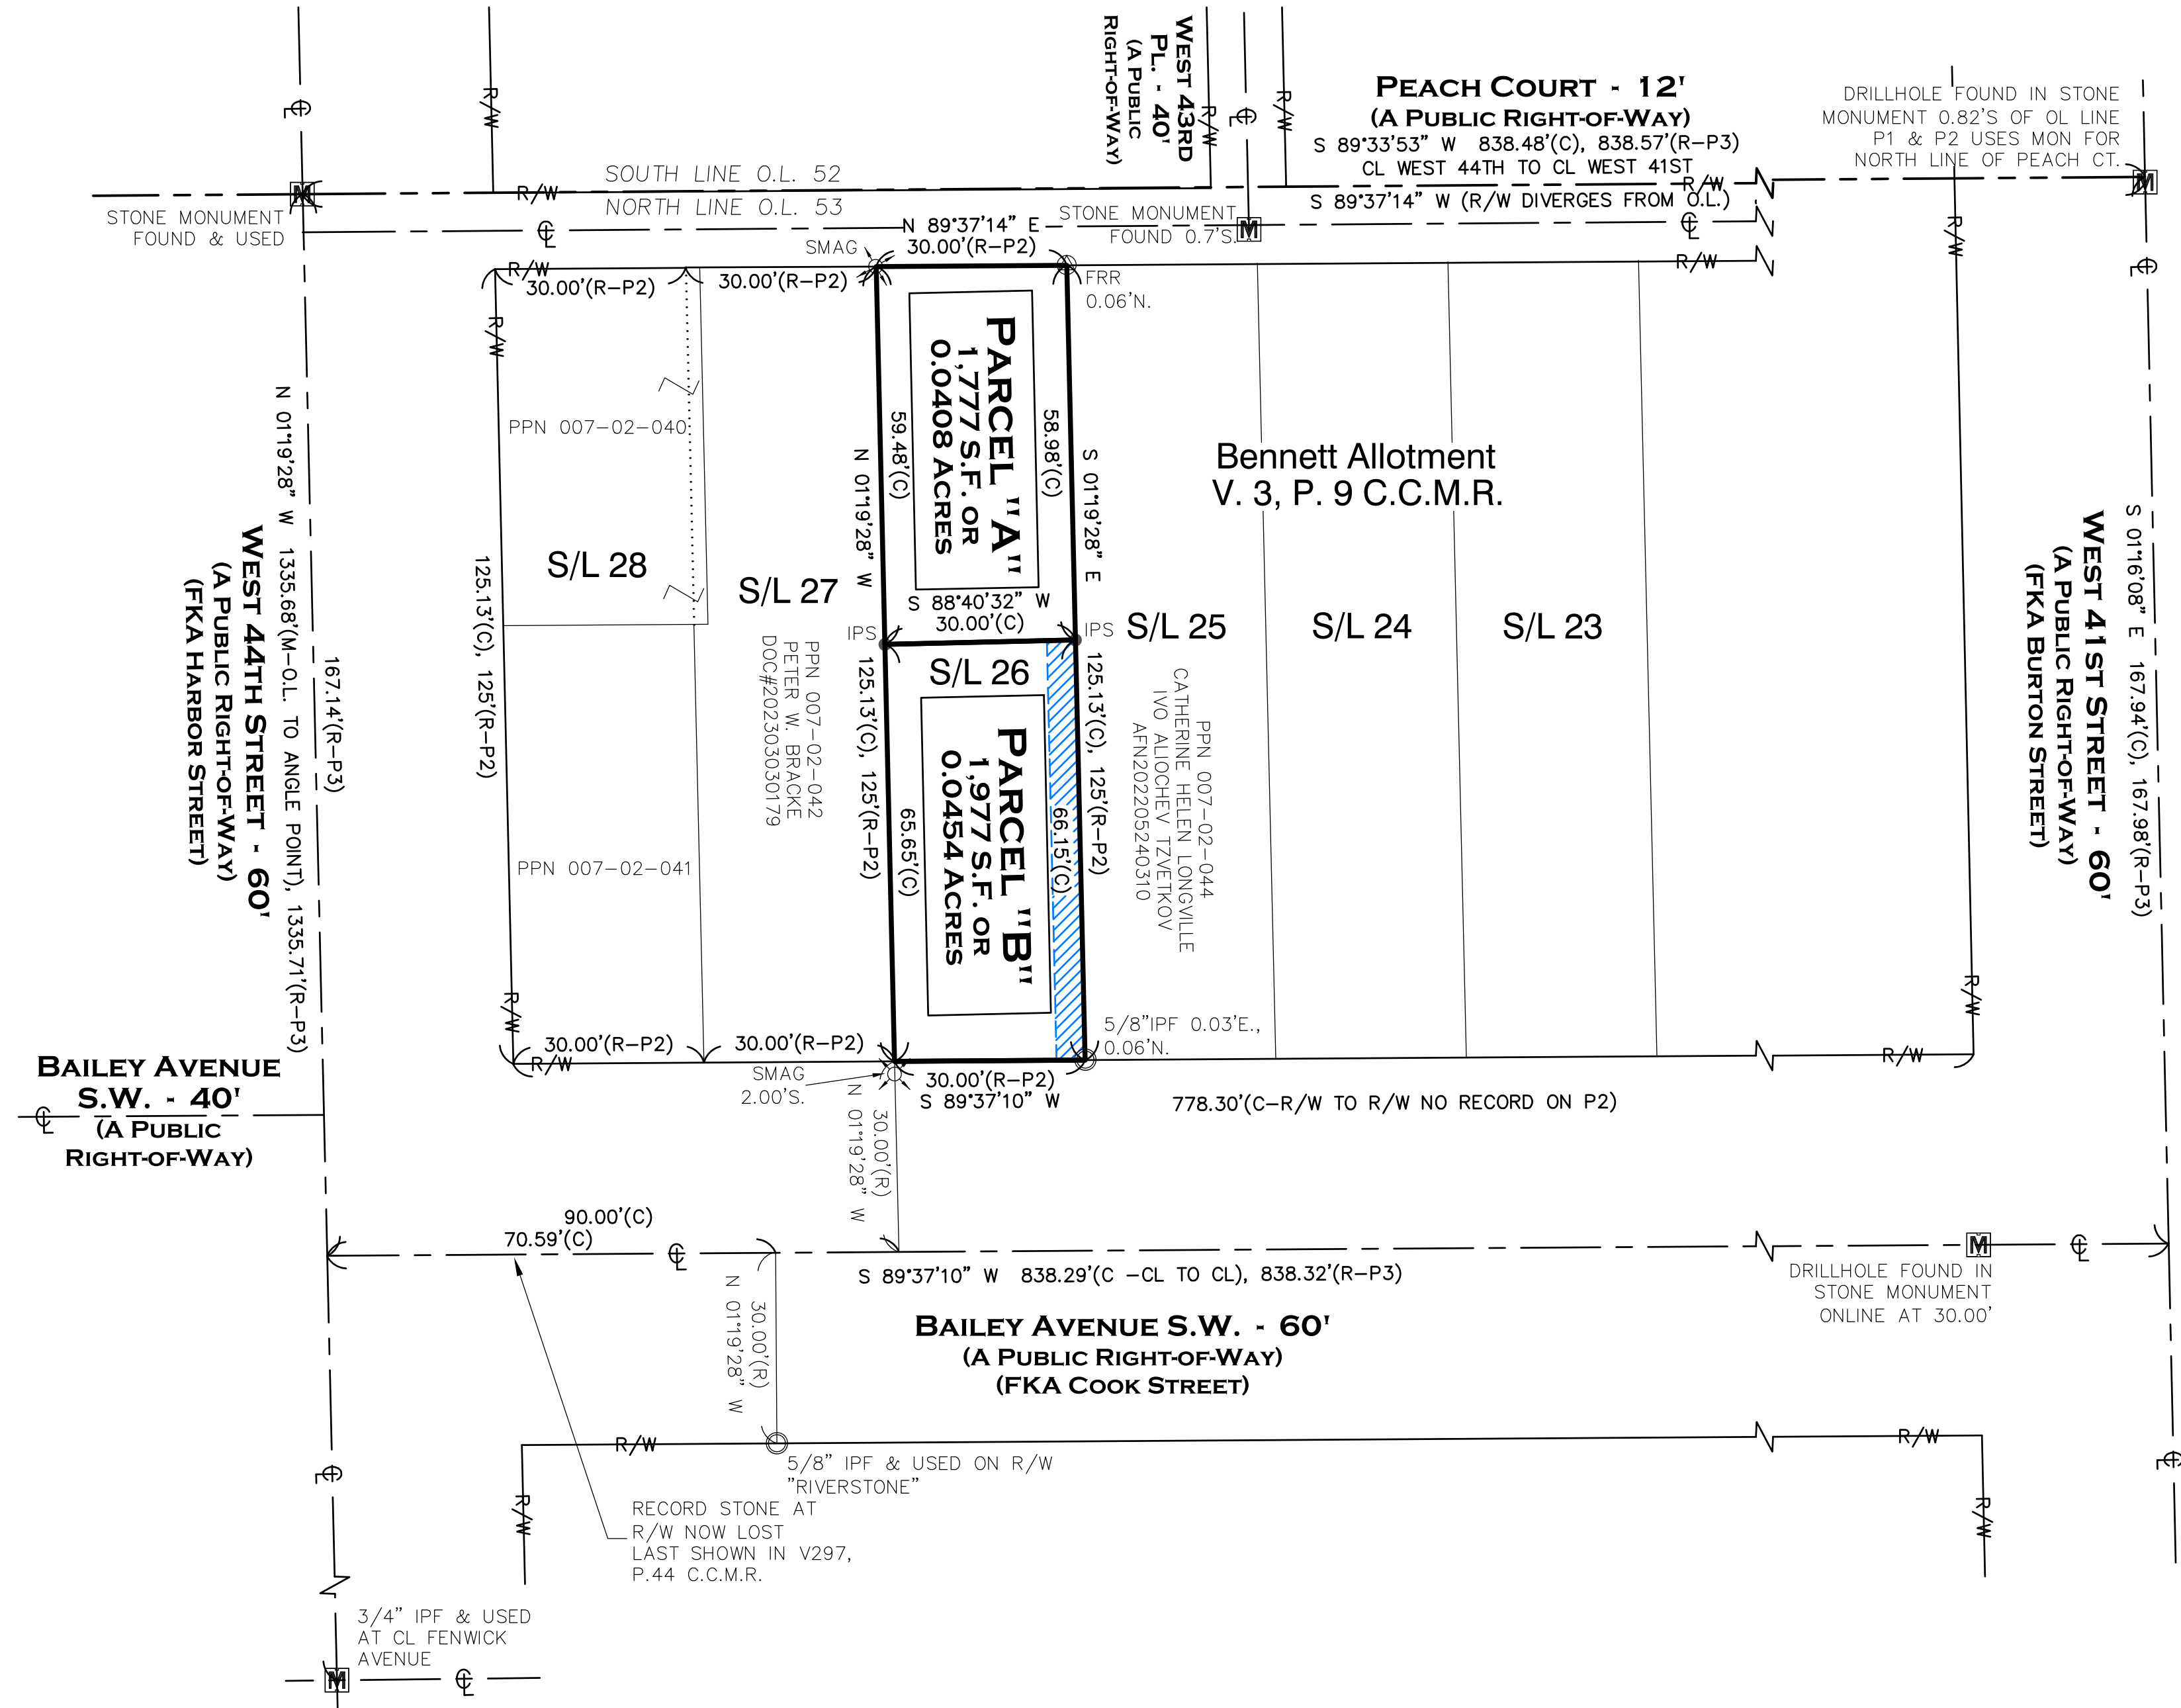 WEST 43RD
PL. - 40'
(A PUBLIC
RIGHT-OF-WAY)
PEACH COURT - 12'
(A PUBLIC RIGHT-OF-WAY)
S 89°33'53" W 838.48'(C), 838.57'(R-P3)
CL WEST 44TH TO CL WEST 41ST
S 89°37'14" W (R/W DIVERGES FROM O.L.)
DRILLHOLE FOUND IN STONE
MONUMENT 0.82'S OF OL LINE
P1 & P2 USES MON FOR
NORTH LINE OF PEACH CT.
R/W
R/W
R/W
R/W
R/W
R/W
SOUTH LINE O.L. 52
NORTH LINE O.L. 53
M
M
M
STONE MONUMENT
FOUND & USED
STONE MONUMENT
FOUND 0.7'S.
N 89°37'14" E
30.00'(R-P2)
SMAG
R/W
R/W
R/W
30.00'(R-P2)
30.00'(R-P2)
FRR
0.06'N.
PARCEL "A"
1,777 S.F. OR
0.0408 ACRES
59.48'(C)
58.98'(C)
N 01°19'28" W
S 01°19'28" E
PPN 007-02-040
Bennett Allotment
V. 3, P. 9 C.C.M.R.
S/L 28
S/L 27
S 88°40'32" W
30.00'(C)
IPS
IPS
S/L 25
S/L 24
S/L 23
S/L 26
PPN 007-02-042
PETER W. BRACKE
DOC#202303030179
125.13'(C), 125'(R-P2)
125.13'(C), 125'(R-P2)
125.13'(C), 125'(R-P2)
PARCEL "B"
1,977 S.F. OR
0.0454 ACRES
65.65'(C)
66.15'(C)
PPN 007-02-044
CATHERINE HELEN LONGVILLE
IVO ALIOCHEV TZVETKOV
AFN202205240310
PPN 007-02-041
N 01°19'28" W 1335.68'(M-O.L. TO ANGLE POINT), 1335.71'(R-P3)
167.14'(R-P3)
WEST 44TH STREET - 60'
(A PUBLIC RIGHT-OF-WAY)
(FKA HARBOR STREET)
S 01°16'08" E 167.94'(C), 167.98'(R-P3)
WEST 41ST STREET - 60'
(A PUBLIC RIGHT-OF-WAY)
(FKA BURTON STREET)
R/W
R/W
R/W
R/W
30.00'(R-P2)
30.00'(R-P2)
5/8"IPF 0.03'E.,
0.06'N.
SMAG
2.00'S.
30.00'(R-P2)
S 89°37'10" W
778.30'(C-R/W TO R/W NO RECORD ON P2)
30.00'(R)
N 01°19'28" W
BAILEY AVENUE
S.W. - 40'
(A PUBLIC
RIGHT-OF-WAY)
90.00'(C)
70.59'(C)
M
S 89°37'10" W 838.29'(C -CL TO CL), 838.32'(R-P3)
DRILLHOLE FOUND IN
STONE MONUMENT
ONLINE AT 30.00'
30.00'(R)
N 01°19'28" W
BAILEY AVENUE S.W. - 60'
(A PUBLIC RIGHT-OF-WAY)
(FKA COOK STREET)
R/W
R/W
R/W
R/W
5/8" IPF & USED ON R/W
"RIVERSTONE"
RECORD STONE AT
R/W NOW LOST
LAST SHOWN IN V297,
P.44 C.C.M.R.
3/4" IPF & USED
AT CL FENWICK
AVENUE
M